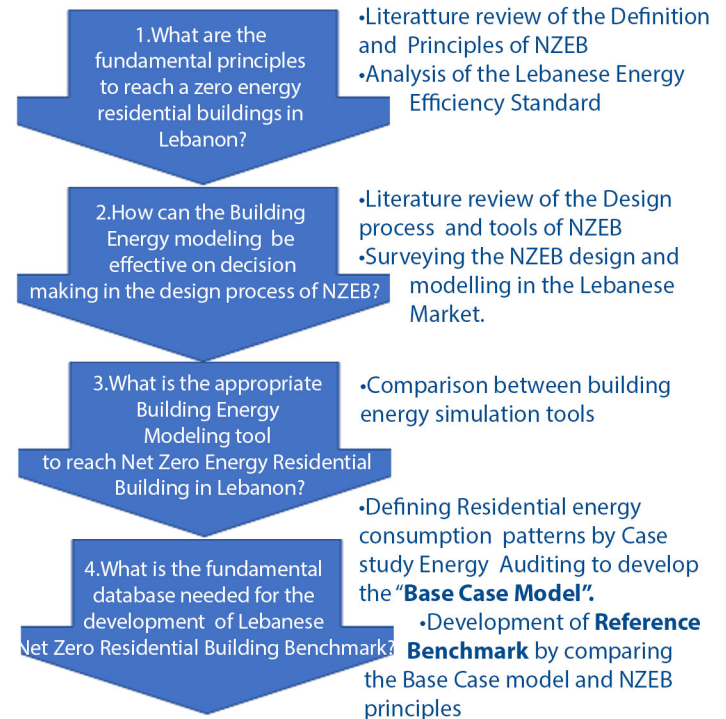 1.What are the
fundamental principles
to reach a zero energy
residential buildings in
Lebanon?
•Literatture review of the Definition
and Principles of NZEB
•Analysis of the Lebanese Energy
Efficiency Standard
2.How can the Building
Energy modeling be
effective on decision
making in the design process of NZEB?
•Literature review of the Design
process and tools of NZEB
•Surveying the NZEB design and
modelling in the Lebanese
Market.
3.What is the appropriate
Building Energy
Modeling tool
to reach Net Zero Energy Residential
Building in Lebanon?
•Comparison between building
energy simulation tools
4.What is the fundamental
database needed for the
development of Lebanese
Net Zero Residential Building Benchmark?
•Defining Residential energy
consumption patterns by Case
study Energy Auditing to develop
the “Base Case Model”.
•Development of Reference
Benchmark by comparing
the Base Case model and NZEB
principles